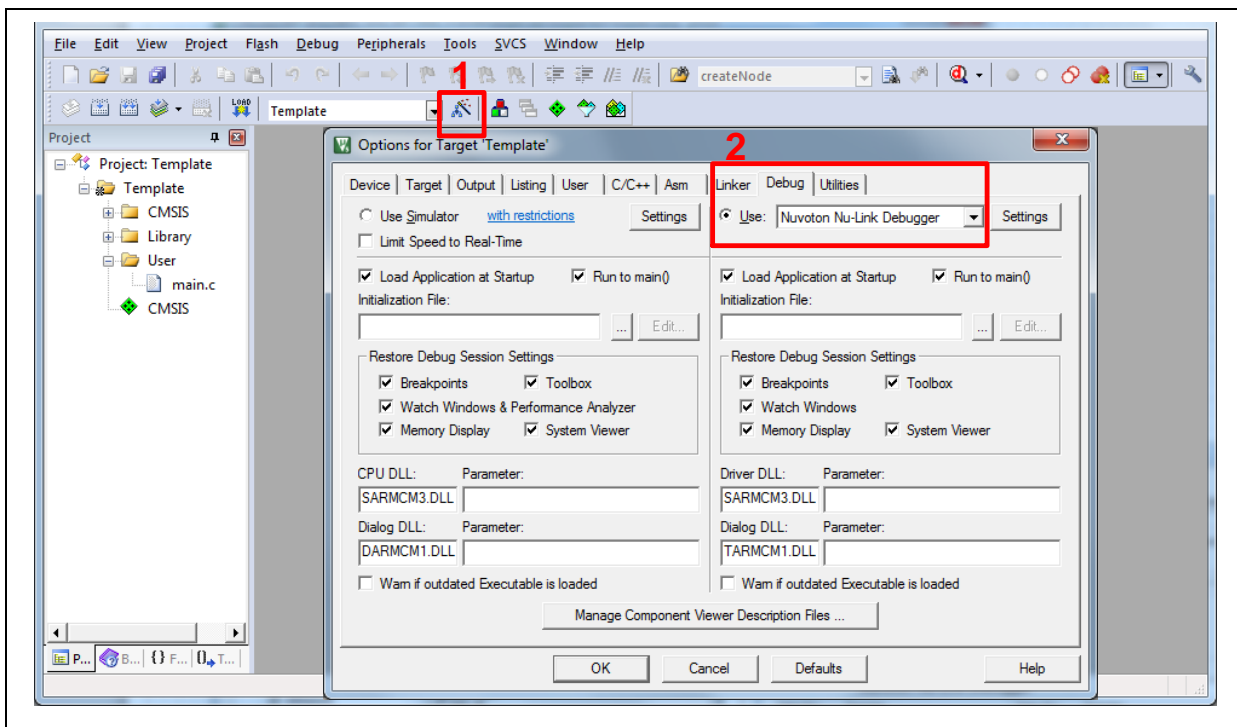 File Edit View Project Flash Debug Peripherals Tools SVCS Window Help
createNode
1
LOAD
Template
Project
Project: Template
Template
CMSIS
Library
User
main.c
CMSIS
P... B... {} F... 0 T...
Options for Target 'Template'
2
Device Target Output Listing User C/C++ Asm Linker Debug Utilities
Use Simulator with restrictions Settings Use: Nuvoton Nu-Link Debugger Settings
Limit Speed to Real-Time
Load Application at Startup Run to main() Load Application at Startup Run to main()
Initialization File: Initialization File:
... Edit... ... Edit...
Restore Debug Session Settings Restore Debug Session Settings
Breakpoints Toolbox Breakpoints Toolbox
Watch Windows & Performance Analyzer Watch Windows
Memory Display System Viewer Memory Display System Viewer
CPU DLL: Parameter: Driver DLL: Parameter:
SARMCM3.DLL SARMCM3.DLL
Dialog DLL: Parameter: Dialog DLL: Parameter:
DARMCM1.DLL TARMCM1.DLL
Warn if outdated Executable is loaded Warn if outdated Executable is loaded
Manage Component Viewer Description Files ...
OK Cancel Defaults Help